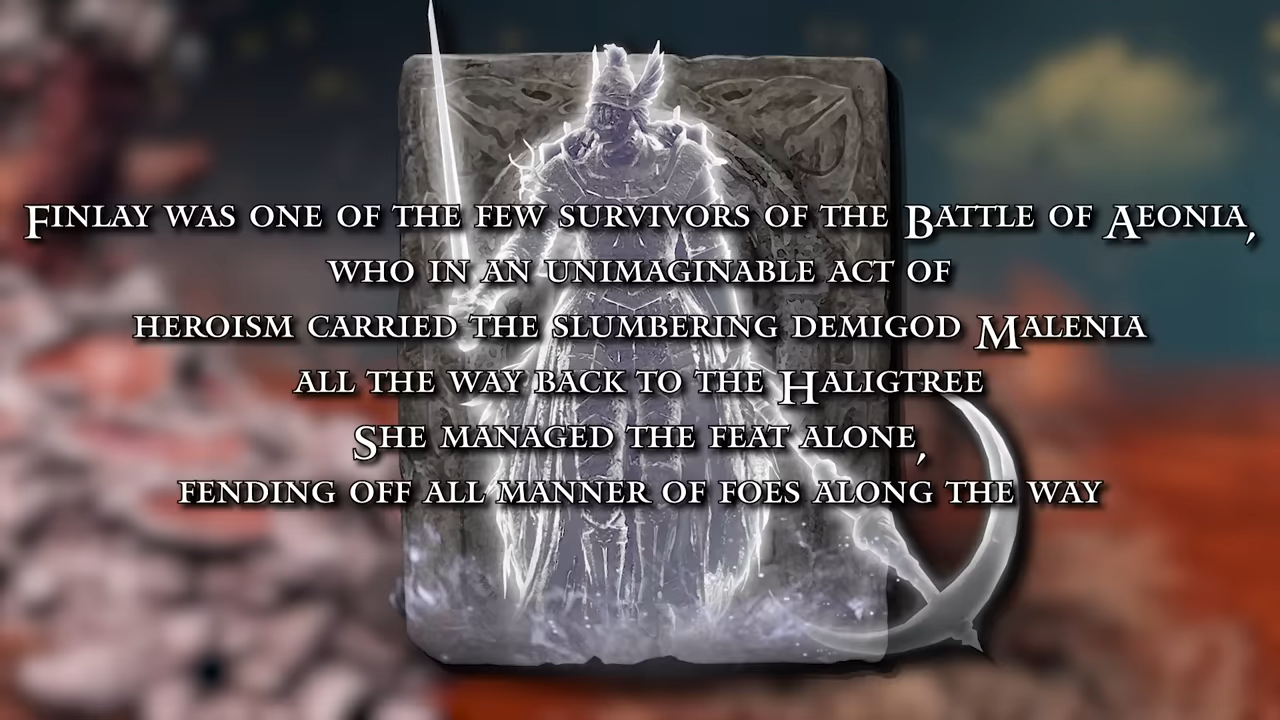 Finlay was one of the few survivors of the Battle of Aeonia,
who in an unimaginable act of
heroism carried the slumbering demigod Malenia
all the way back to the Haligtree
She managed the feat alone,
fending off all manner of foes along the way